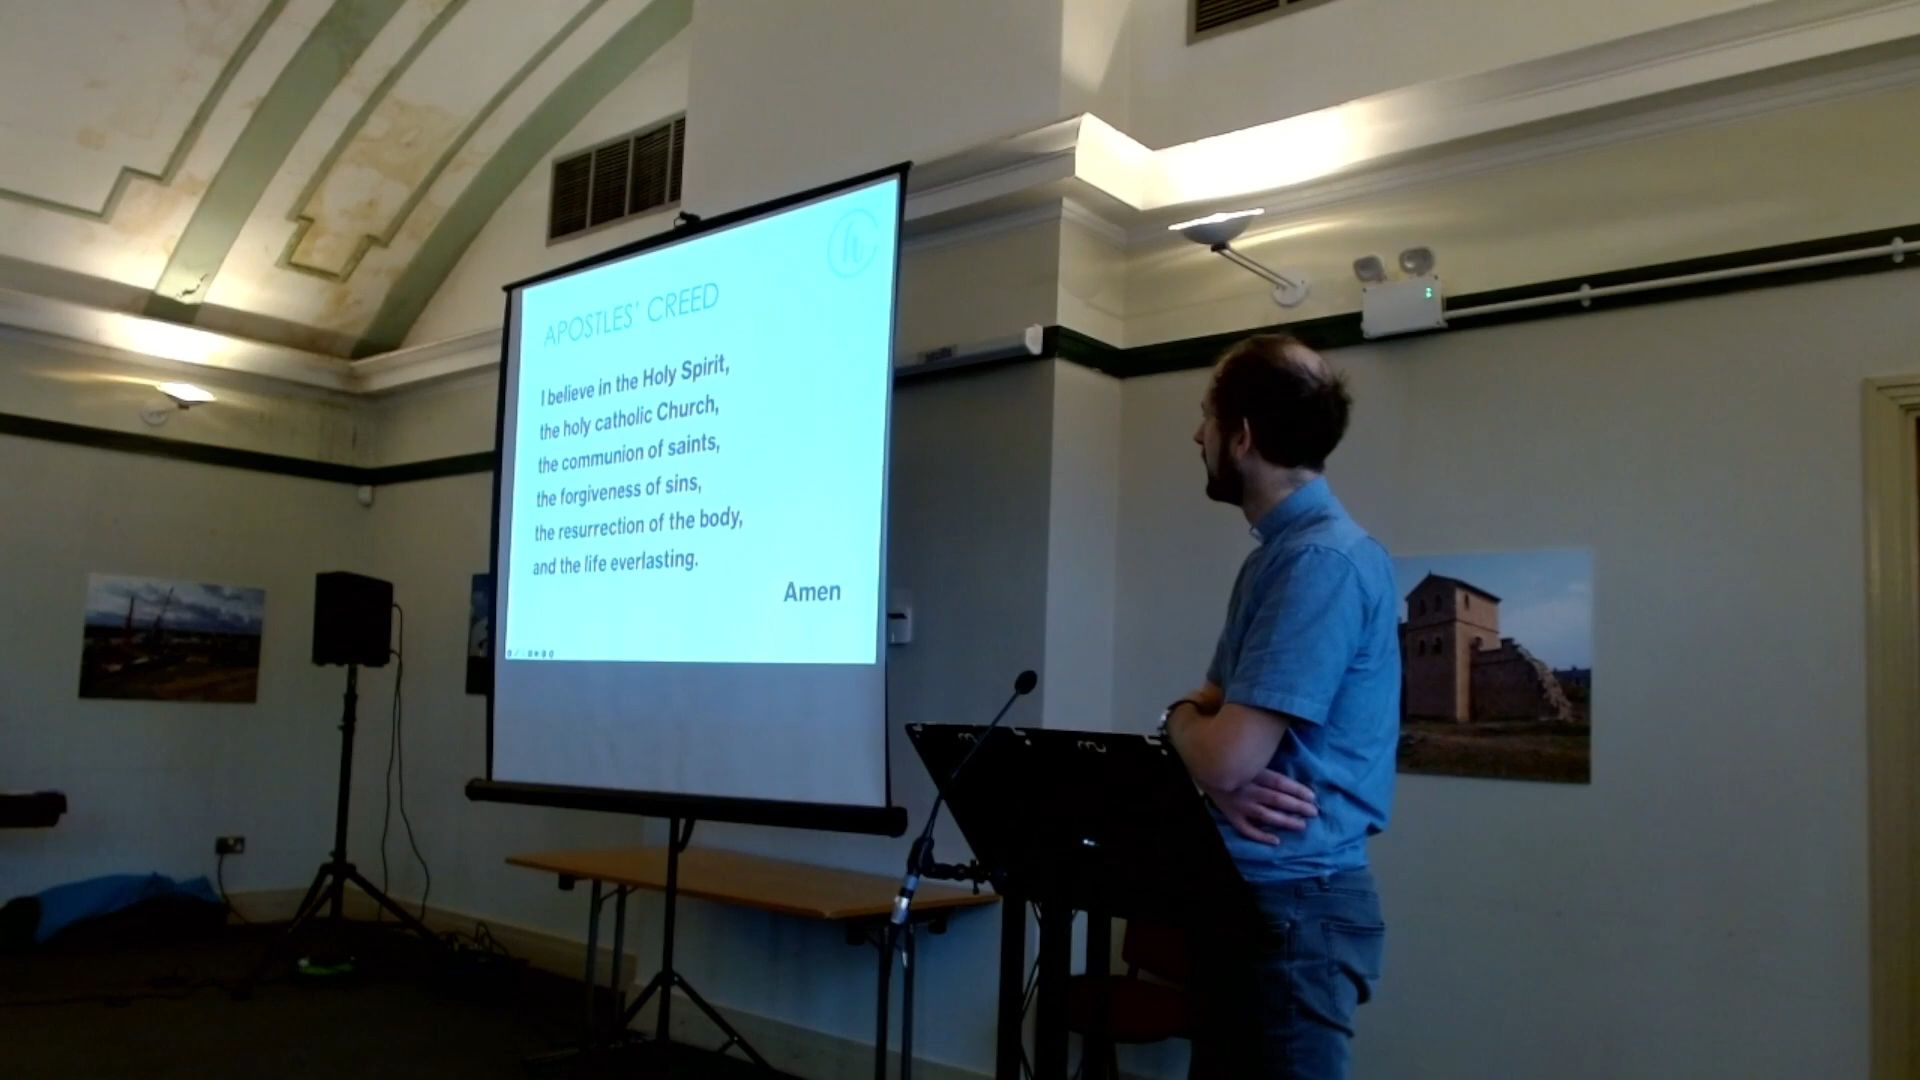 APOSTLES' CREED
I believe in the Holy Spirit,
the holy catholic Church,
the communion of saints,
the forgiveness of sins,
the resurrection of the body,
and the life everlasting.
Amen